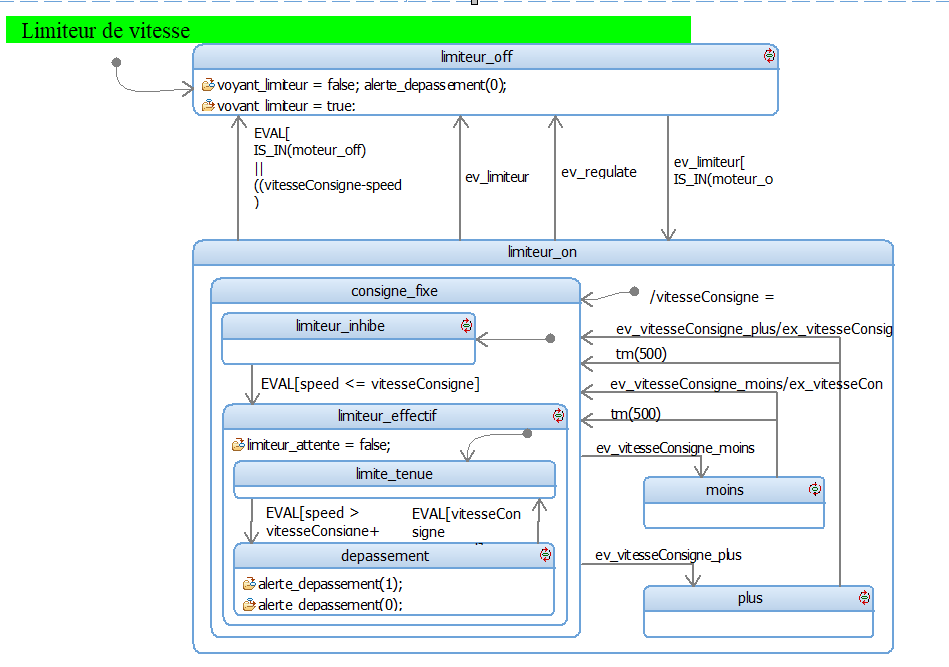 Limiteur de vitesse
limiteur_off
voyant_limiteur = false; alerte_depassement(0);
voyant_limiteur = true;
EVAL[
IS_IN(moteur_off)
||
((vitesseConsigne-speed
)
ev_limiteur
ev_regulate
ev_limiteur[
IS_IN(moteur_o
limiteur_on
consigne_fixe
/vitesseConsigne =
limiteur_inhibe
ev_vitesseConsigne_plus/ex_vitesseConsig
tm(500)
EVAL[speed <= vitesseConsigne]
ev_vitesseConsigne_moins/ex_vitesseCon
tm(500)
limiteur_effectif
limiteur_attente = false;
ev_vitesseConsigne_moins
limite_tenue
moins
EVAL[speed >
vitesseConsigne+
EVAL[vitesseCon
signe
depassement
ev_vitesseConsigne_plus
alerte_depassement(1);
alerte_depassement(0);
plus